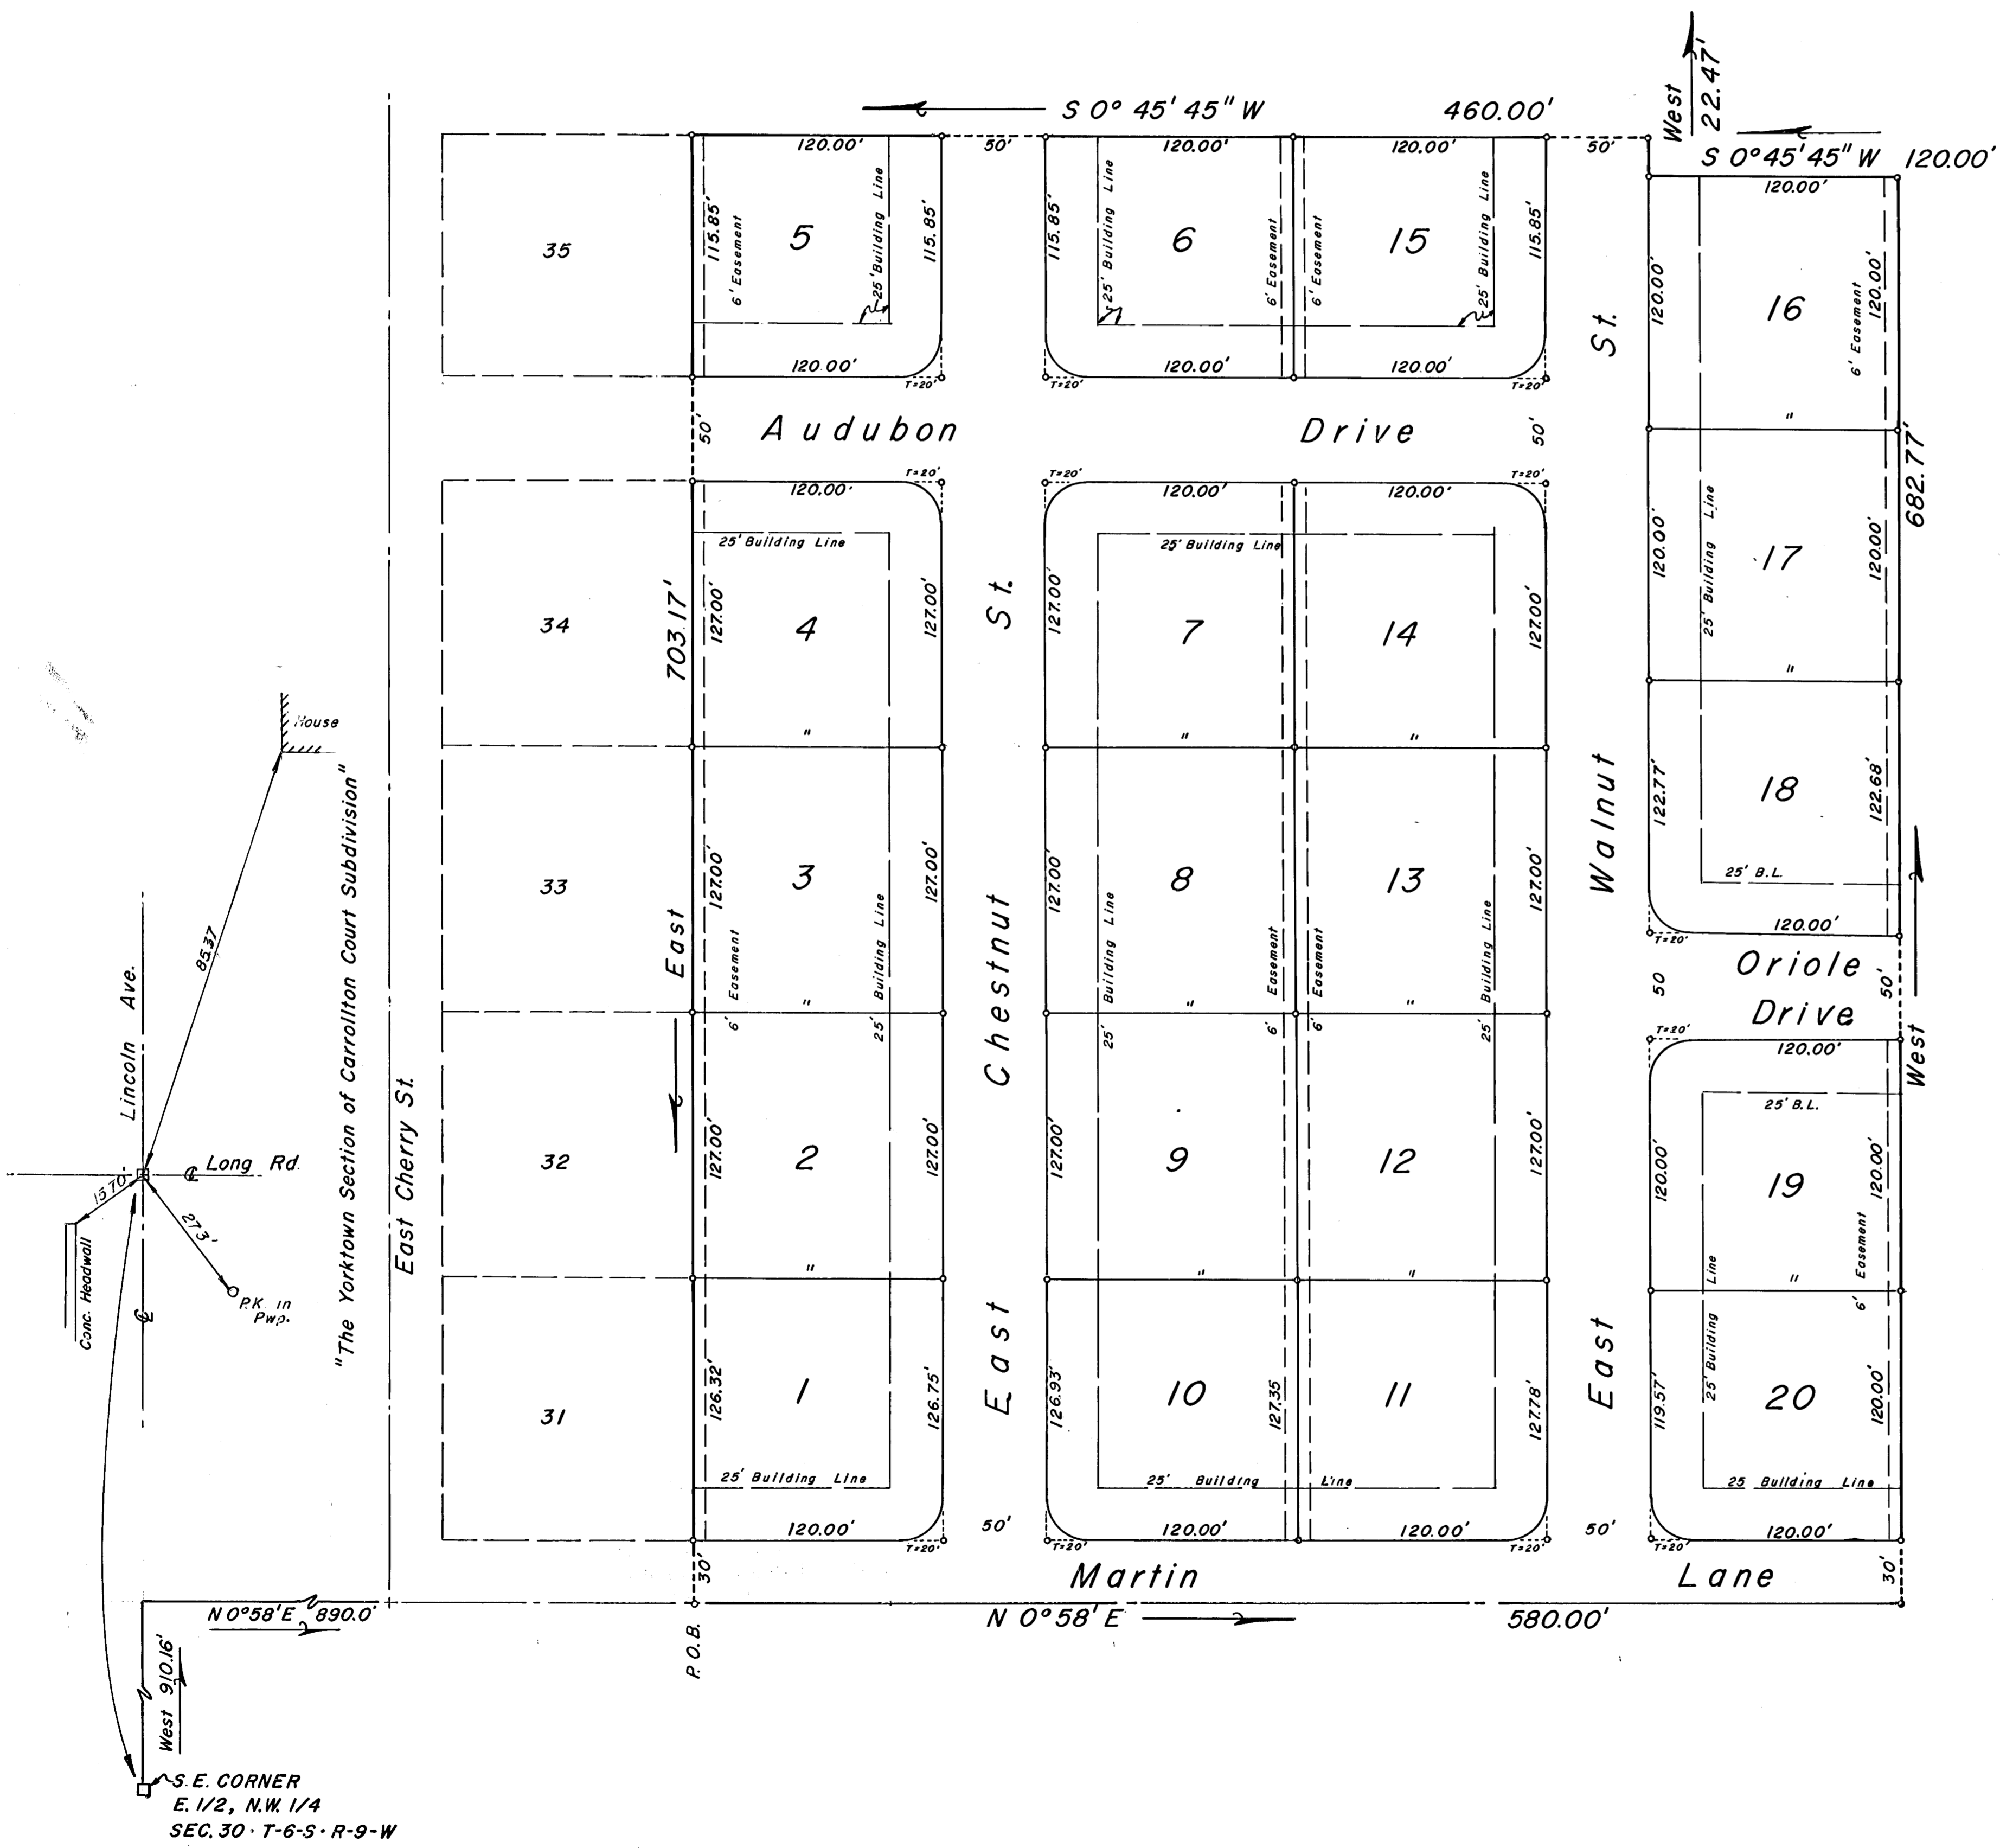 West
22.47'
S 0° 45' 45" W 460.00'
S 0° 45' 45" W 120.00'
120.00' 50' 120.00' 120.00' 50' 120.00'
35
115.85'
6' Easement
5
25' Building Line
115.85'
115.85'
25' Building Line
6
6' Easement
6' Easement
15
25' Building Line
115.85'
120.00'
16
6' Easement
120.00'
120.00' T=20'
T=20' 120.00' 120.00' T=20'
50'
Audubon Drive
50'
St.
"
682.77'
T=20'
120.00'
T=20'
120.00' 120.00'
T=20'
25' Building Line
25' Building Line
34
703.17'
127.00'
4
127.00'
St.
127.00'
7
14
127.00'
120.00'
25' Building Line
17
120.00'
"
" " "
House
85.37
"The Yorktown Section of Carrollton Court Subdivision"
33
East
127.00'
6' Easement
3
25' Building Line
127.00'
Chestnut
127.00'
25' Building Line
8
6' Easement
6' Easement
13
25' Building Line
127.00'
Walnut
122.77'
18
122.68'
25' B.L.
120.00'
T=20'
Oriole
Drive
50
50'
West
" " "
Lincoln Ave.
℄ Long Rd.
15.70'
27.3'
Conc. Headwall
P.K. in
Pwp.
℄
East Cherry St.
32
127.00'
2
127.00'
127.00'
9
12
127.00'
T=20'
120.00'
25' B.L.
120.00'
19
120.00'
6' Easement
"
" " "
31
126.32'
1
126.75'
East
126.93'
10
127.35
11
127.78'
East
119.57'
25' Building Line
20
120.00'
25' Building Line
25' Building Line
25 Building Line
120.00'
T=20'
50'
T=20'
120.00' 120.00'
T=20'
50'
T=20'
120.00'
30'
Martin Lane
30'
N 0°58' E 890.0'
P.O.B.
N 0°58' E 580.00'
West 910.16'
S.E. CORNER
E. 1/2, N.W. 1/4
SEC. 30 · T-6-S · R-9-W